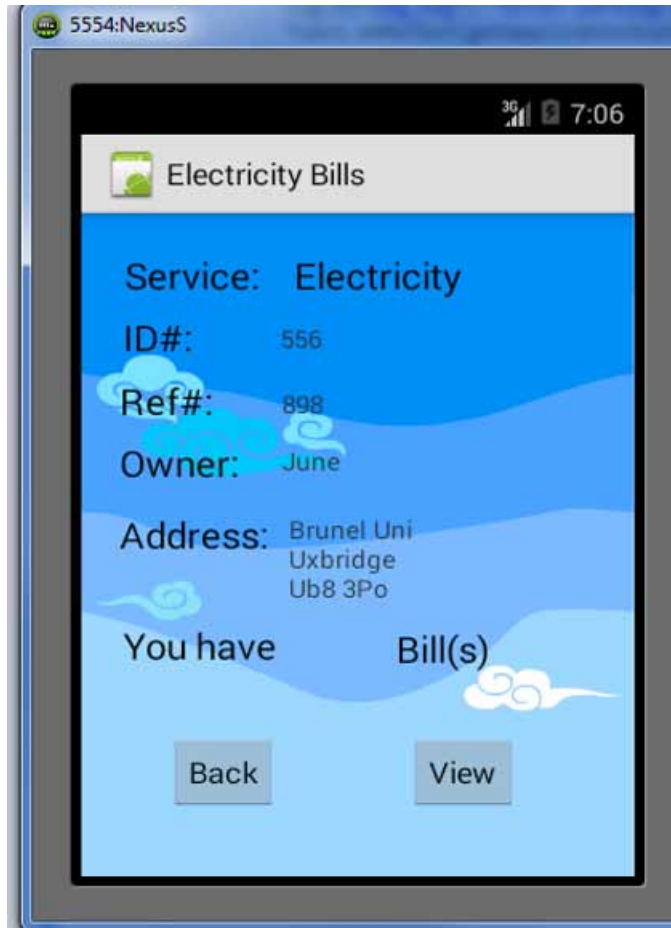 5554:NexusS
3G 7:06
Electricity Bills
Service: Electricity
ID#: 556
Ref#: 898
Owner: June
Address: Brunel Uni
Uxbridge
Ub8 3Po
You have Bill(s)
Back View